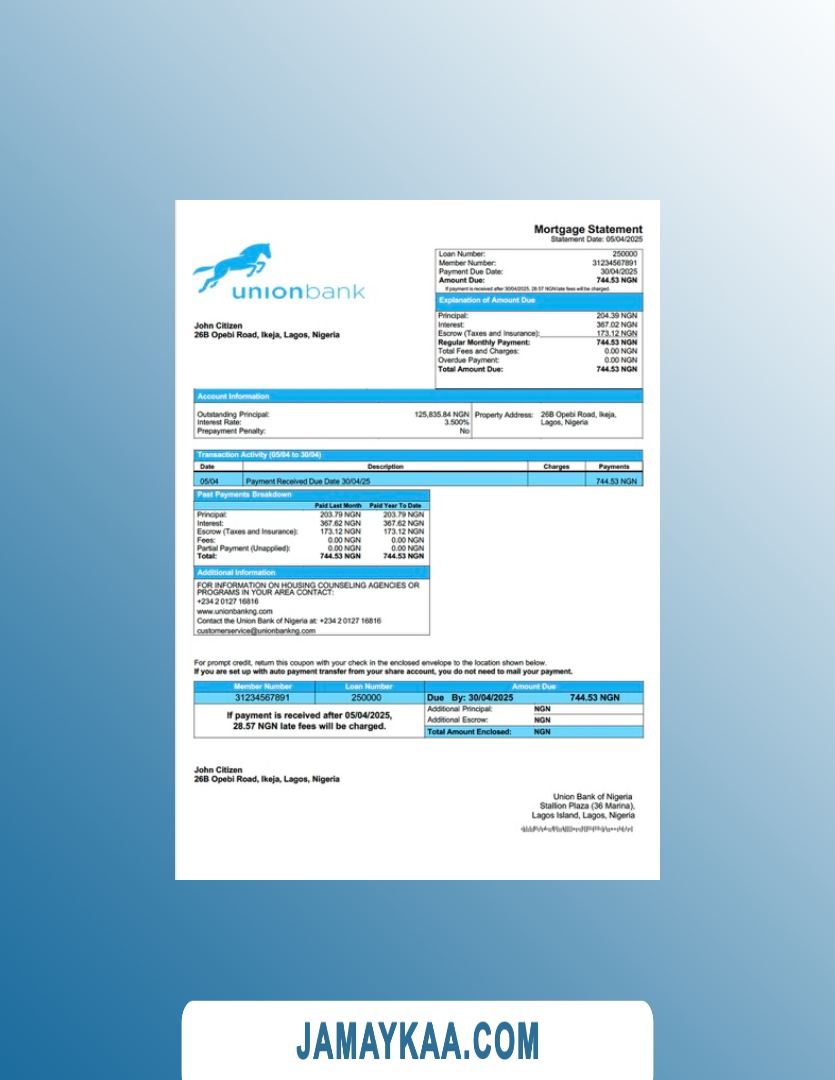 Mortgage Statement
Statement Date: 05/04/2025
unionbank
Loan Number: 250000
Member Number: 31234567891
Payment Due Date: 30/04/2025
Amount Due: 744.53 NGN
If payment is received after 30/04/2025, 28.57 NGN late fees will be charged.
Explanation of Amount Due
Principal: 204.39 NGN
Interest: 367.02 NGN
Escrow (Taxes and Insurance): 173.12 NGN
Regular Monthly Payment: 744.53 NGN
Total Fees and Charges: 0.00 NGN
Overdue Payment: 0.00 NGN
Total Amount Due: 744.53 NGN
John Citizen
26B Opebi Road, Ikeja, Lagos, Nigeria
Account Information
Outstanding Principal: 125,835.84 NGN
Interest Rate: 3.500%
Prepayment Penalty: No
Property Address: 26B Opebi Road, Ikeja,
Lagos, Nigeria
Transaction Activity (05/04 to 30/04)
Date Description Charges Payments
05/04 Payment Received Due Date 30/04/25 744.53 NGN
Past Payments Breakdown
Paid Last Month Paid Year To Date
Principal: 203.79 NGN 203.79 NGN
Interest: 367.62 NGN 367.62 NGN
Escrow (Taxes and Insurance): 173.12 NGN 173.12 NGN
Fees: 0.00 NGN 0.00 NGN
Partial Payment (Unapplied): 0.00 NGN 0.00 NGN
Total: 744.53 NGN 744.53 NGN
Additional Information
FOR INFORMATION ON HOUSING COUNSELING AGENCIES OR
PROGRAMS IN YOUR AREA CONTACT:
+234 2 0127 16816
www.unionbankng.com
Contact the Union Bank of Nigeria at: +234 2 0127 16816
customerservice@unionbankng.com
For prompt credit, return this coupon with your check in the enclosed envelope to the location shown below.
If you are set up with auto payment transfer from your share account, you do not need to mail your payment.
Member Number Loan Number Amount Due
31234567891 250000 Due By: 30/04/2025 744.53 NGN
If payment is received after 05/04/2025,
28.57 NGN late fees will be charged.
Additional Principal: NGN
Additional Escrow: NGN
Total Amount Enclosed: NGN
John Citizen
26B Opebi Road, Ikeja, Lagos, Nigeria
Union Bank of Nigeria
Stallion Plaza (36 Marina),
Lagos Island, Lagos, Nigeria
JAMAYKAA.COM